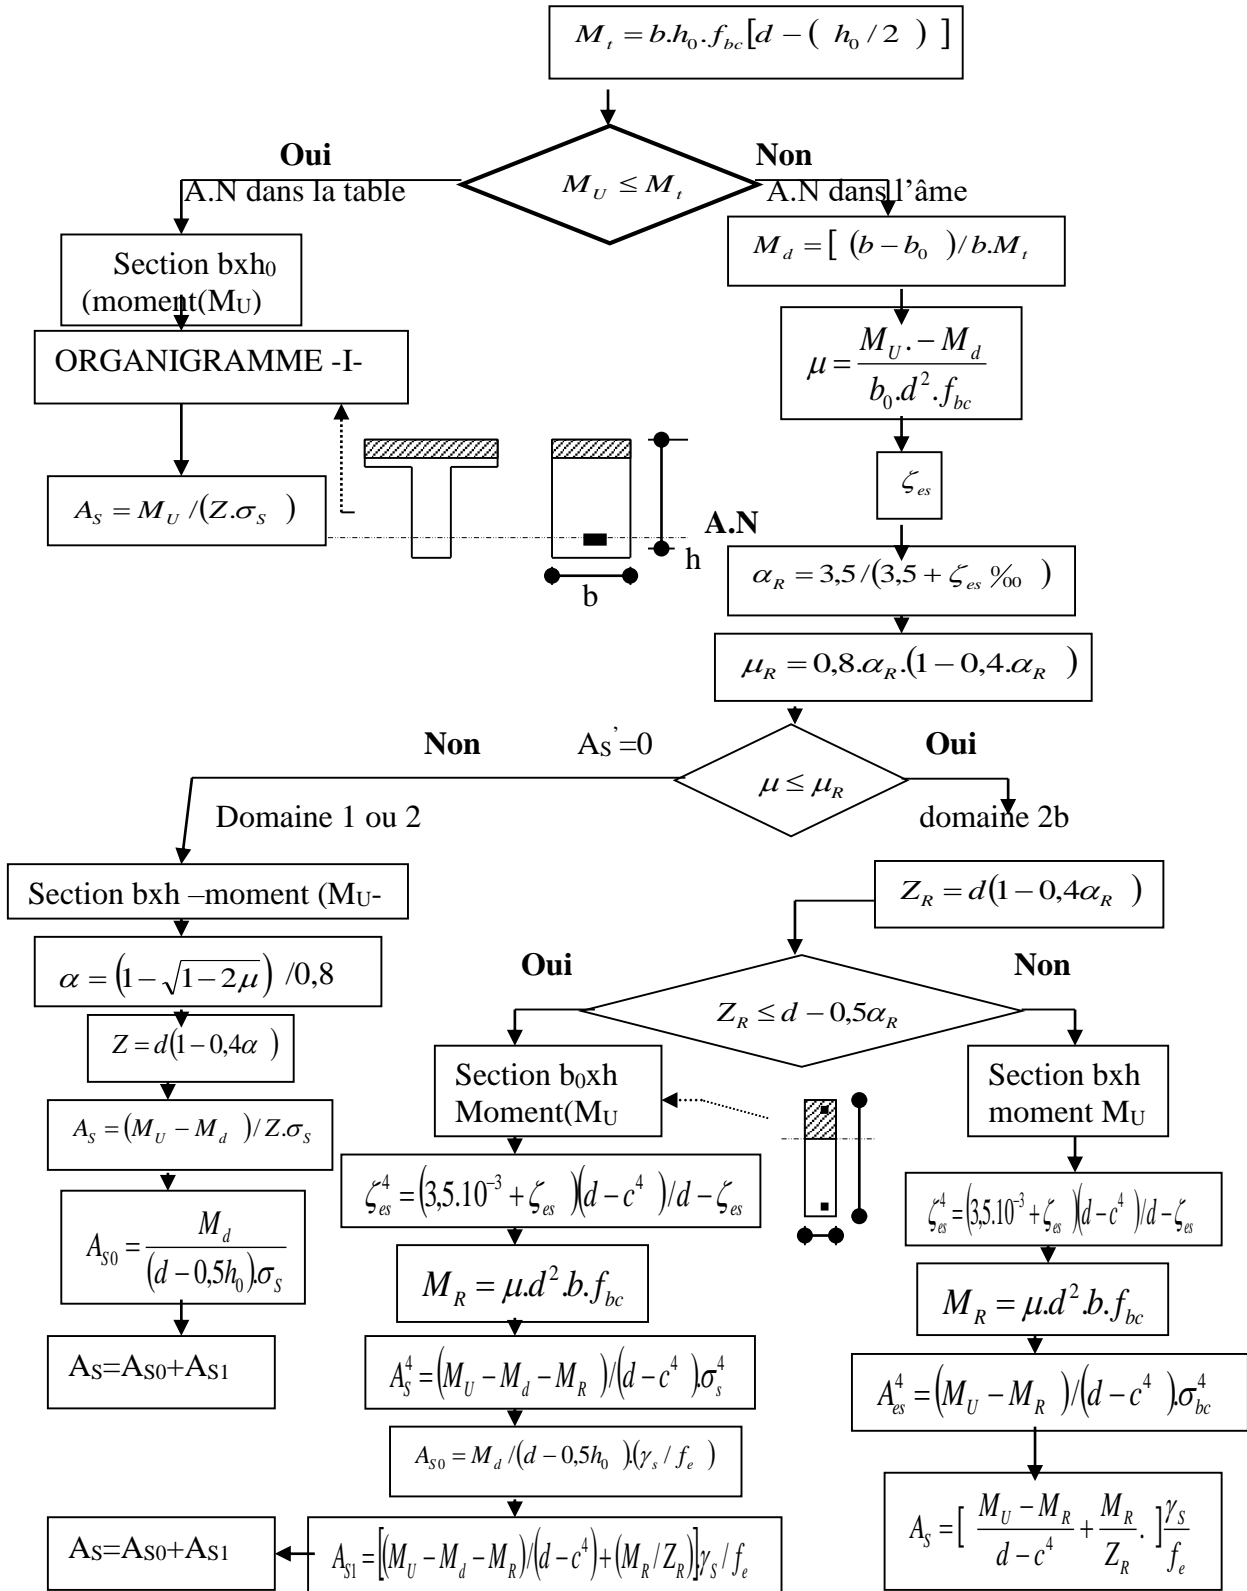 M_t = b.h_0.f_bc[d − ( h_0 / 2 ) ]
Oui
Non
M_U ≤ M_t
A.N dans la table
A.N dans l’âme
Section bxh_0
(moment(M_U)
M_d = [ (b − b_0 ) / b.M_t
ORGANIGRAMME -I-
μ = (M_U. − M_d) / (b_0.d^2.f_bc)
ζ_es
A_S = M_U / (Z.σ_S )
A.N
h
b
α_R = 3,5 / (3,5 + ζ_es ‰ )
μ_R = 0,8.α_R.(1 − 0,4.α_R )
Non
A_S'=0
Oui
μ ≤ μ_R
Domaine 1 ou 2
domaine 2b
Section bxh –moment (M_U-
Z_R = d(1 − 0,4α_R )
α = (1 − √(1 − 2μ)) /0,8
Oui
Non
Z_R ≤ d − 0,5α_R
Z = d(1 − 0,4α )
Section b_0xh
Moment(M_U
Section bxh
moment M_U
A_S = (M_U − M_d ) / Z.σ_S
ζ_es^4 = (3,5.10^−3 + ζ_es )(d − c^4 ) / d − ζ_es
ζ_es^4 = (3,5.10^−3 + ζ_es )(d − c^4 ) / d − ζ_es
A_S0 = M_d / (d − 0,5h_0).σ_S
M_R = μ.d^2.b.f_bc
M_R = μ.d^2.b.f_bc
A_S=A_S0+A_S1
A_S^4 = (M_U − M_d − M_R ) / (d − c^4 ).σ_s^4
A_es^4 = (M_U − M_R ) / (d − c^4 ).σ_bc^4
A_S0 = M_d / (d − 0,5h_0 ).(γ_s / f_e )
A_S = [ (M_U − M_R) / (d − c^4) + M_R / Z_R . ] γ_S / f_e
A_S=A_S0+A_S1
A_S1 = [(M_U − M_d − M_R) / (d − c^4) + (M_R / Z_R)].γ_S / f_e